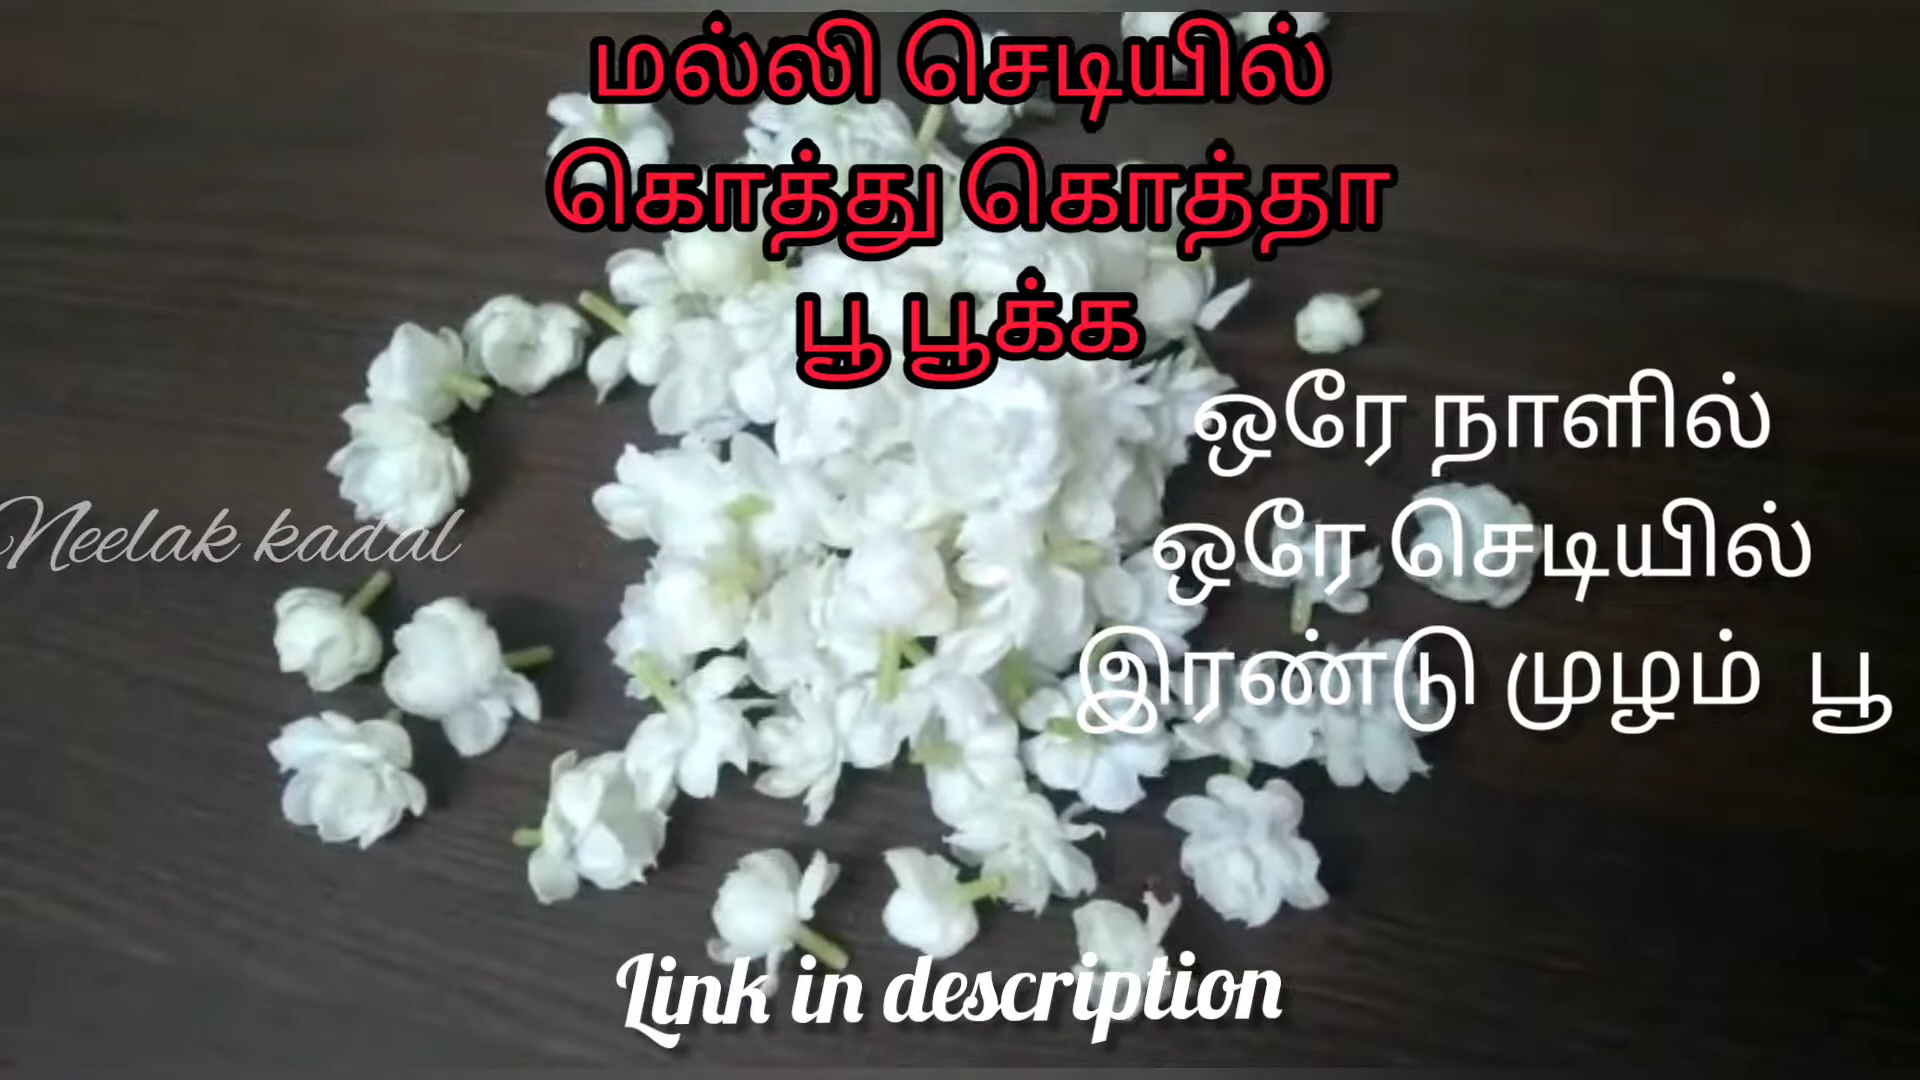 மல்லி செடியில்
கொத்து கொத்தா
பூ பூக்க
ஒரே நாளில்
ஒரே செடியில்
இரண்டு முழம் பூ
Neelak kadal
Link in description